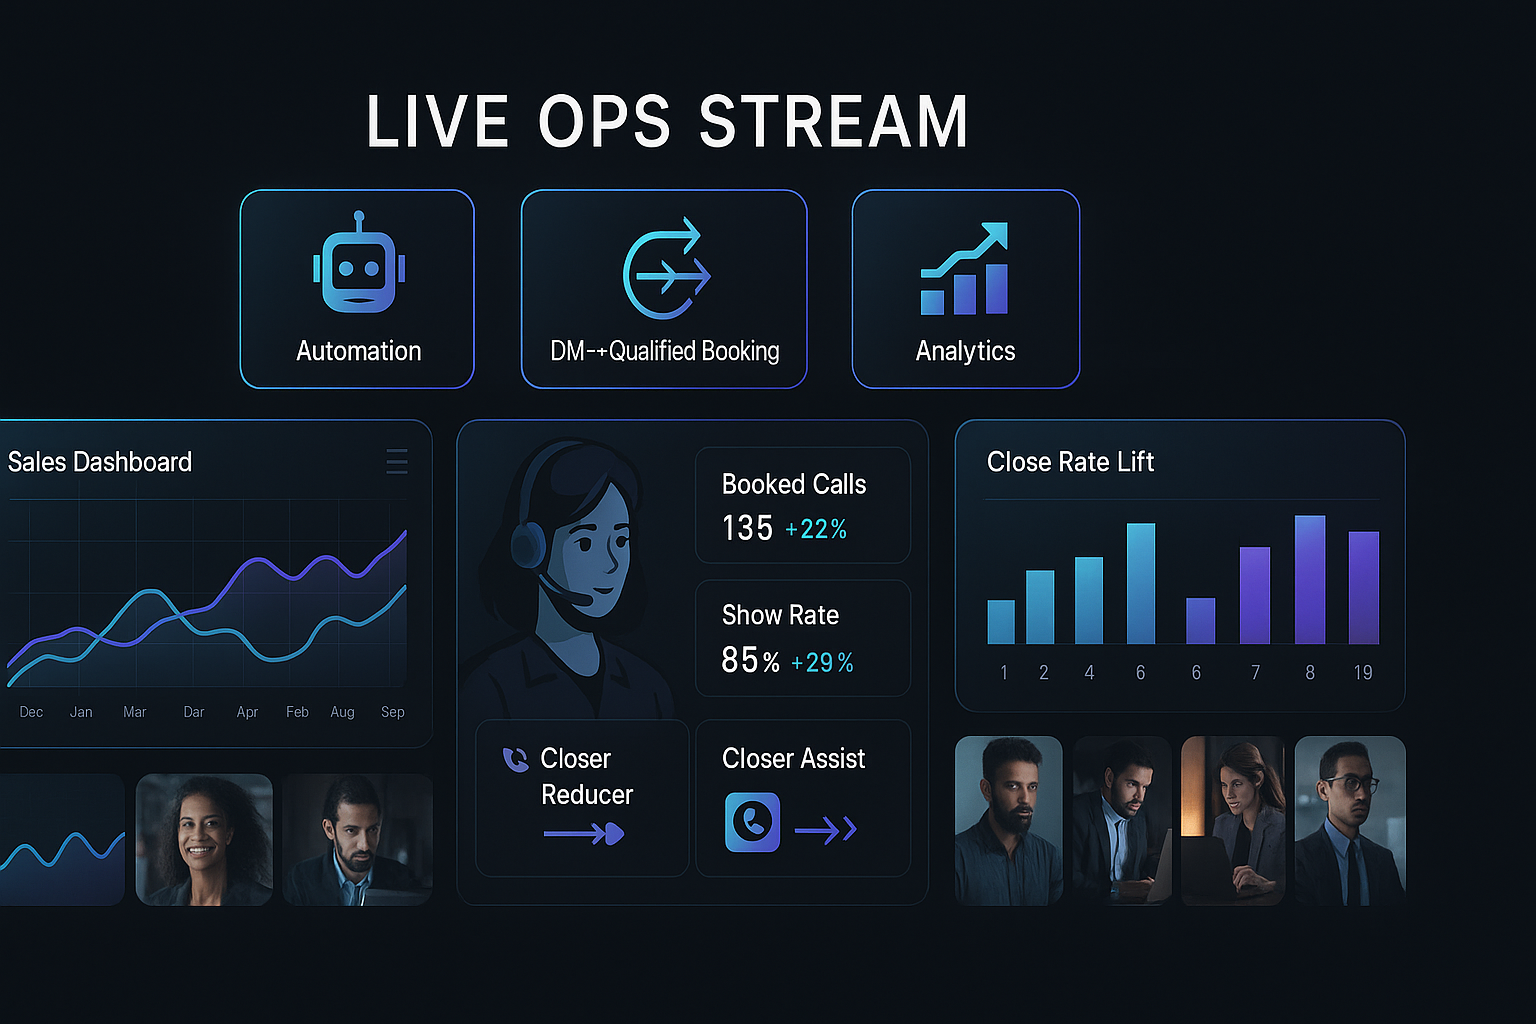 LIVE OPS STREAM
Automation
DM-+Qualified Booking
Analytics
Sales Dashboard
Dec Jan Mar Dar Apr Feb Aug Sep
Booked Calls
135 +22%
Show Rate
85% +29%
Closer
Reducer
Closer Assist
Close Rate Lift
1 2 4 6 6 7 8 19